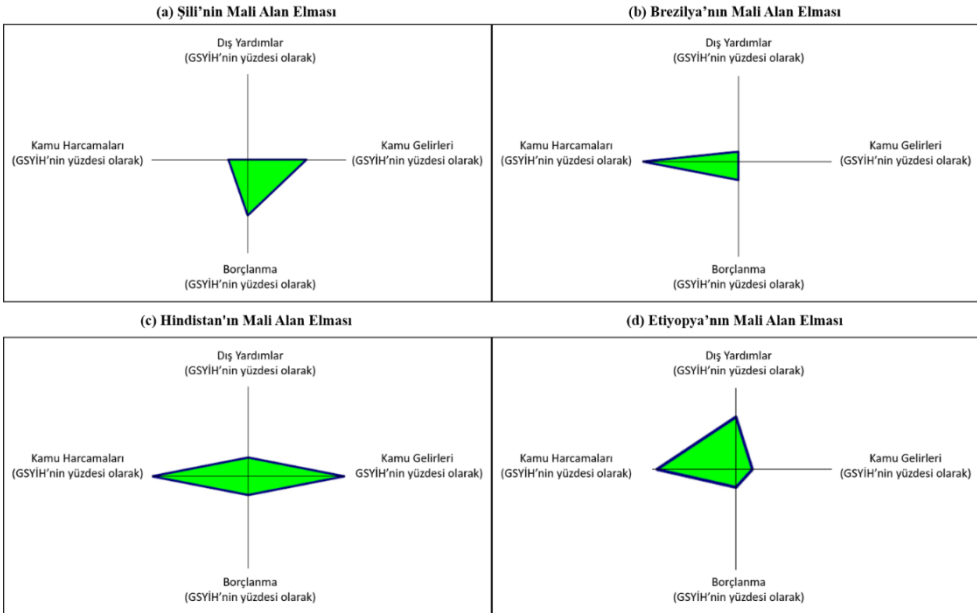 (a) Şili’nin Mali Alan Elması
Dış Yardımlar
(GSYİH’nin yüzdesi olarak)
Kamu Harcamaları
(GSYİH’nin yüzdesi olarak)
Kamu Gelirleri
(GSYİH’nin yüzdesi olarak)
Borçlanma
(GSYİH’nin yüzdesi olarak)
(b) Brezilya’nın Mali Alan Elması
Dış Yardımlar
(GSYİH’nin yüzdesi olarak)
Kamu Harcamaları
(GSYİH’nin yüzdesi olarak)
Kamu Gelirleri
(GSYİH’nin yüzdesi olarak)
Borçlanma
(GSYİH’nin yüzdesi olarak)
(c) Hindistan'ın Mali Alan Elması
Dış Yardımlar
(GSYİH’nin yüzdesi olarak)
Kamu Harcamaları
(GSYİH’nin yüzdesi olarak)
Kamu Gelirleri
GSYİH’nin yüzdesi olarak)
Borçlanma
(GSYİH’nin yüzdesi olarak)
(d) Etiyopya’nın Mali Alan Elması
Dış Yardımlar
(GSYİH’nin yüzdesi olarak)
Kamu Harcamaları
(GSYİH’nin yüzdesi olarak)
Kamu Gelirleri
(GSYİH’nin yüzdesi olarak)
Borçlanma
(GSYİH’nin yüzdesi olarak)